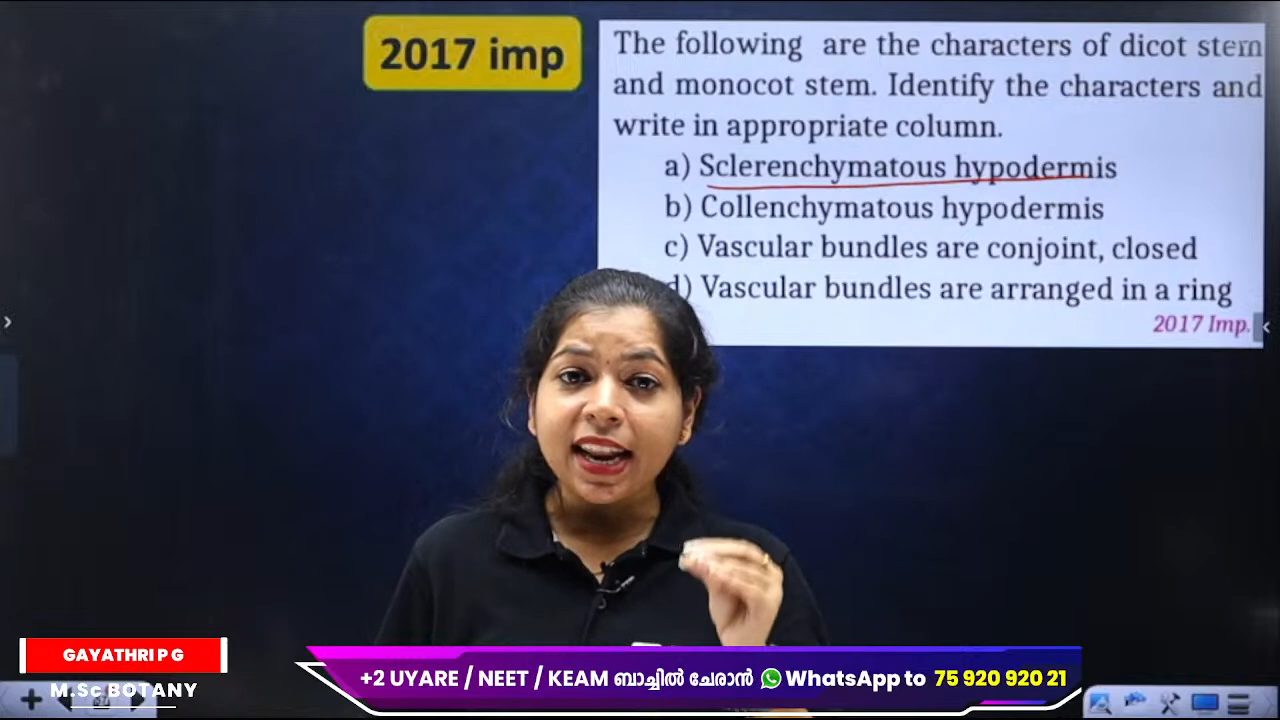 2017 imp
The following are the characters of dicot stem
and monocot stem. Identify the characters and
write in appropriate column.
a) Sclerenchymatous hypodermis
b) Collenchymatous hypodermis
c) Vascular bundles are conjoint, closed
d) Vascular bundles are arranged in a ring
2017 Imp.
GAYATHRI P G
M.Sc BOTANY
+2 UYARE / NEET / KEAM ബാച്ചിൽ ചേരാൻ WhatsApp to 75 920 920 21